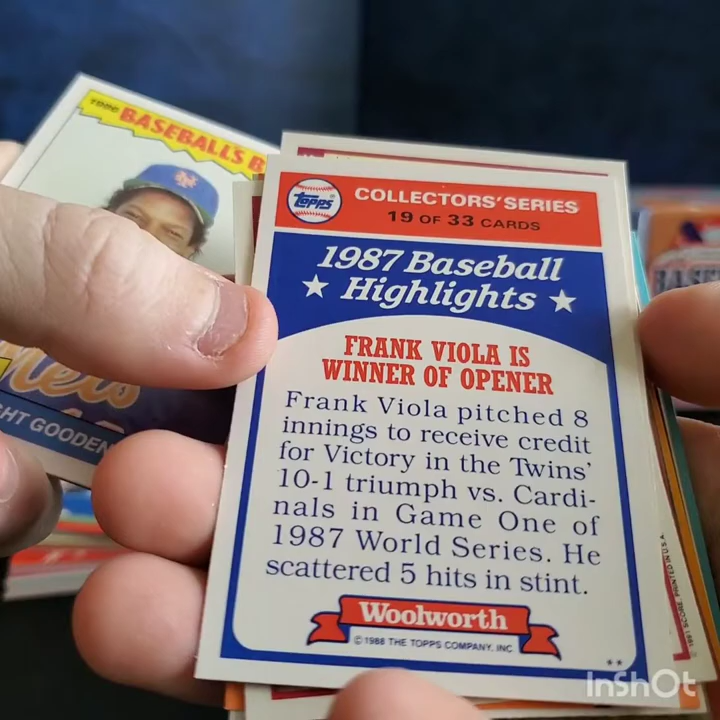 TOPPS BASEBALLS B
Mets
GHT GOODEN
Topps
COLLECTORS' SERIES
19 OF 33 CARDS
1987 Baseball
Highlights
FRANK VIOLA IS
WINNER OF OPENER
Frank Viola pitched 8
innings to receive credit
for Victory in the Twins'
10-1 triumph vs. Cardi-
nals in Game One of
1987 World Series. He
scattered 5 hits in stint.
Woolworth
© 1988 THE TOPPS COMPANY, INC.
**
© 1991 SCORE, PRINTED IN U.S.A.
InShOt